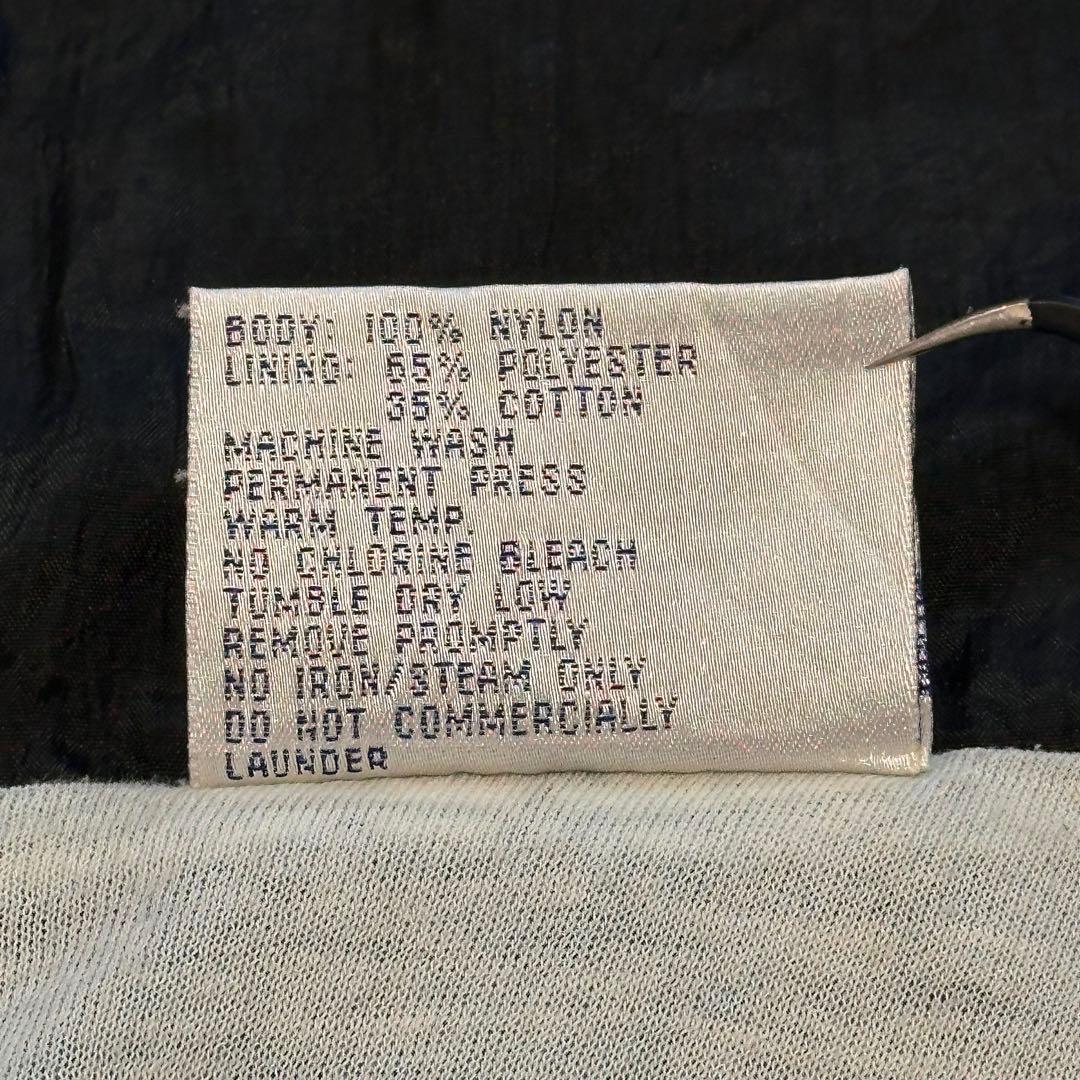 BODY: 100% NYLON
LINING: 65% POLYESTER
35% COTTON
MACHINE WASH
PERMANENT PRESS
WARM TEMP.
NO CHLORINE BLEACH
TUMBLE DRY LOW
REMOVE PROMPTLY
NO IRON/STEAM ONLY
DO NOT COMMERCIALLY
LAUNDER